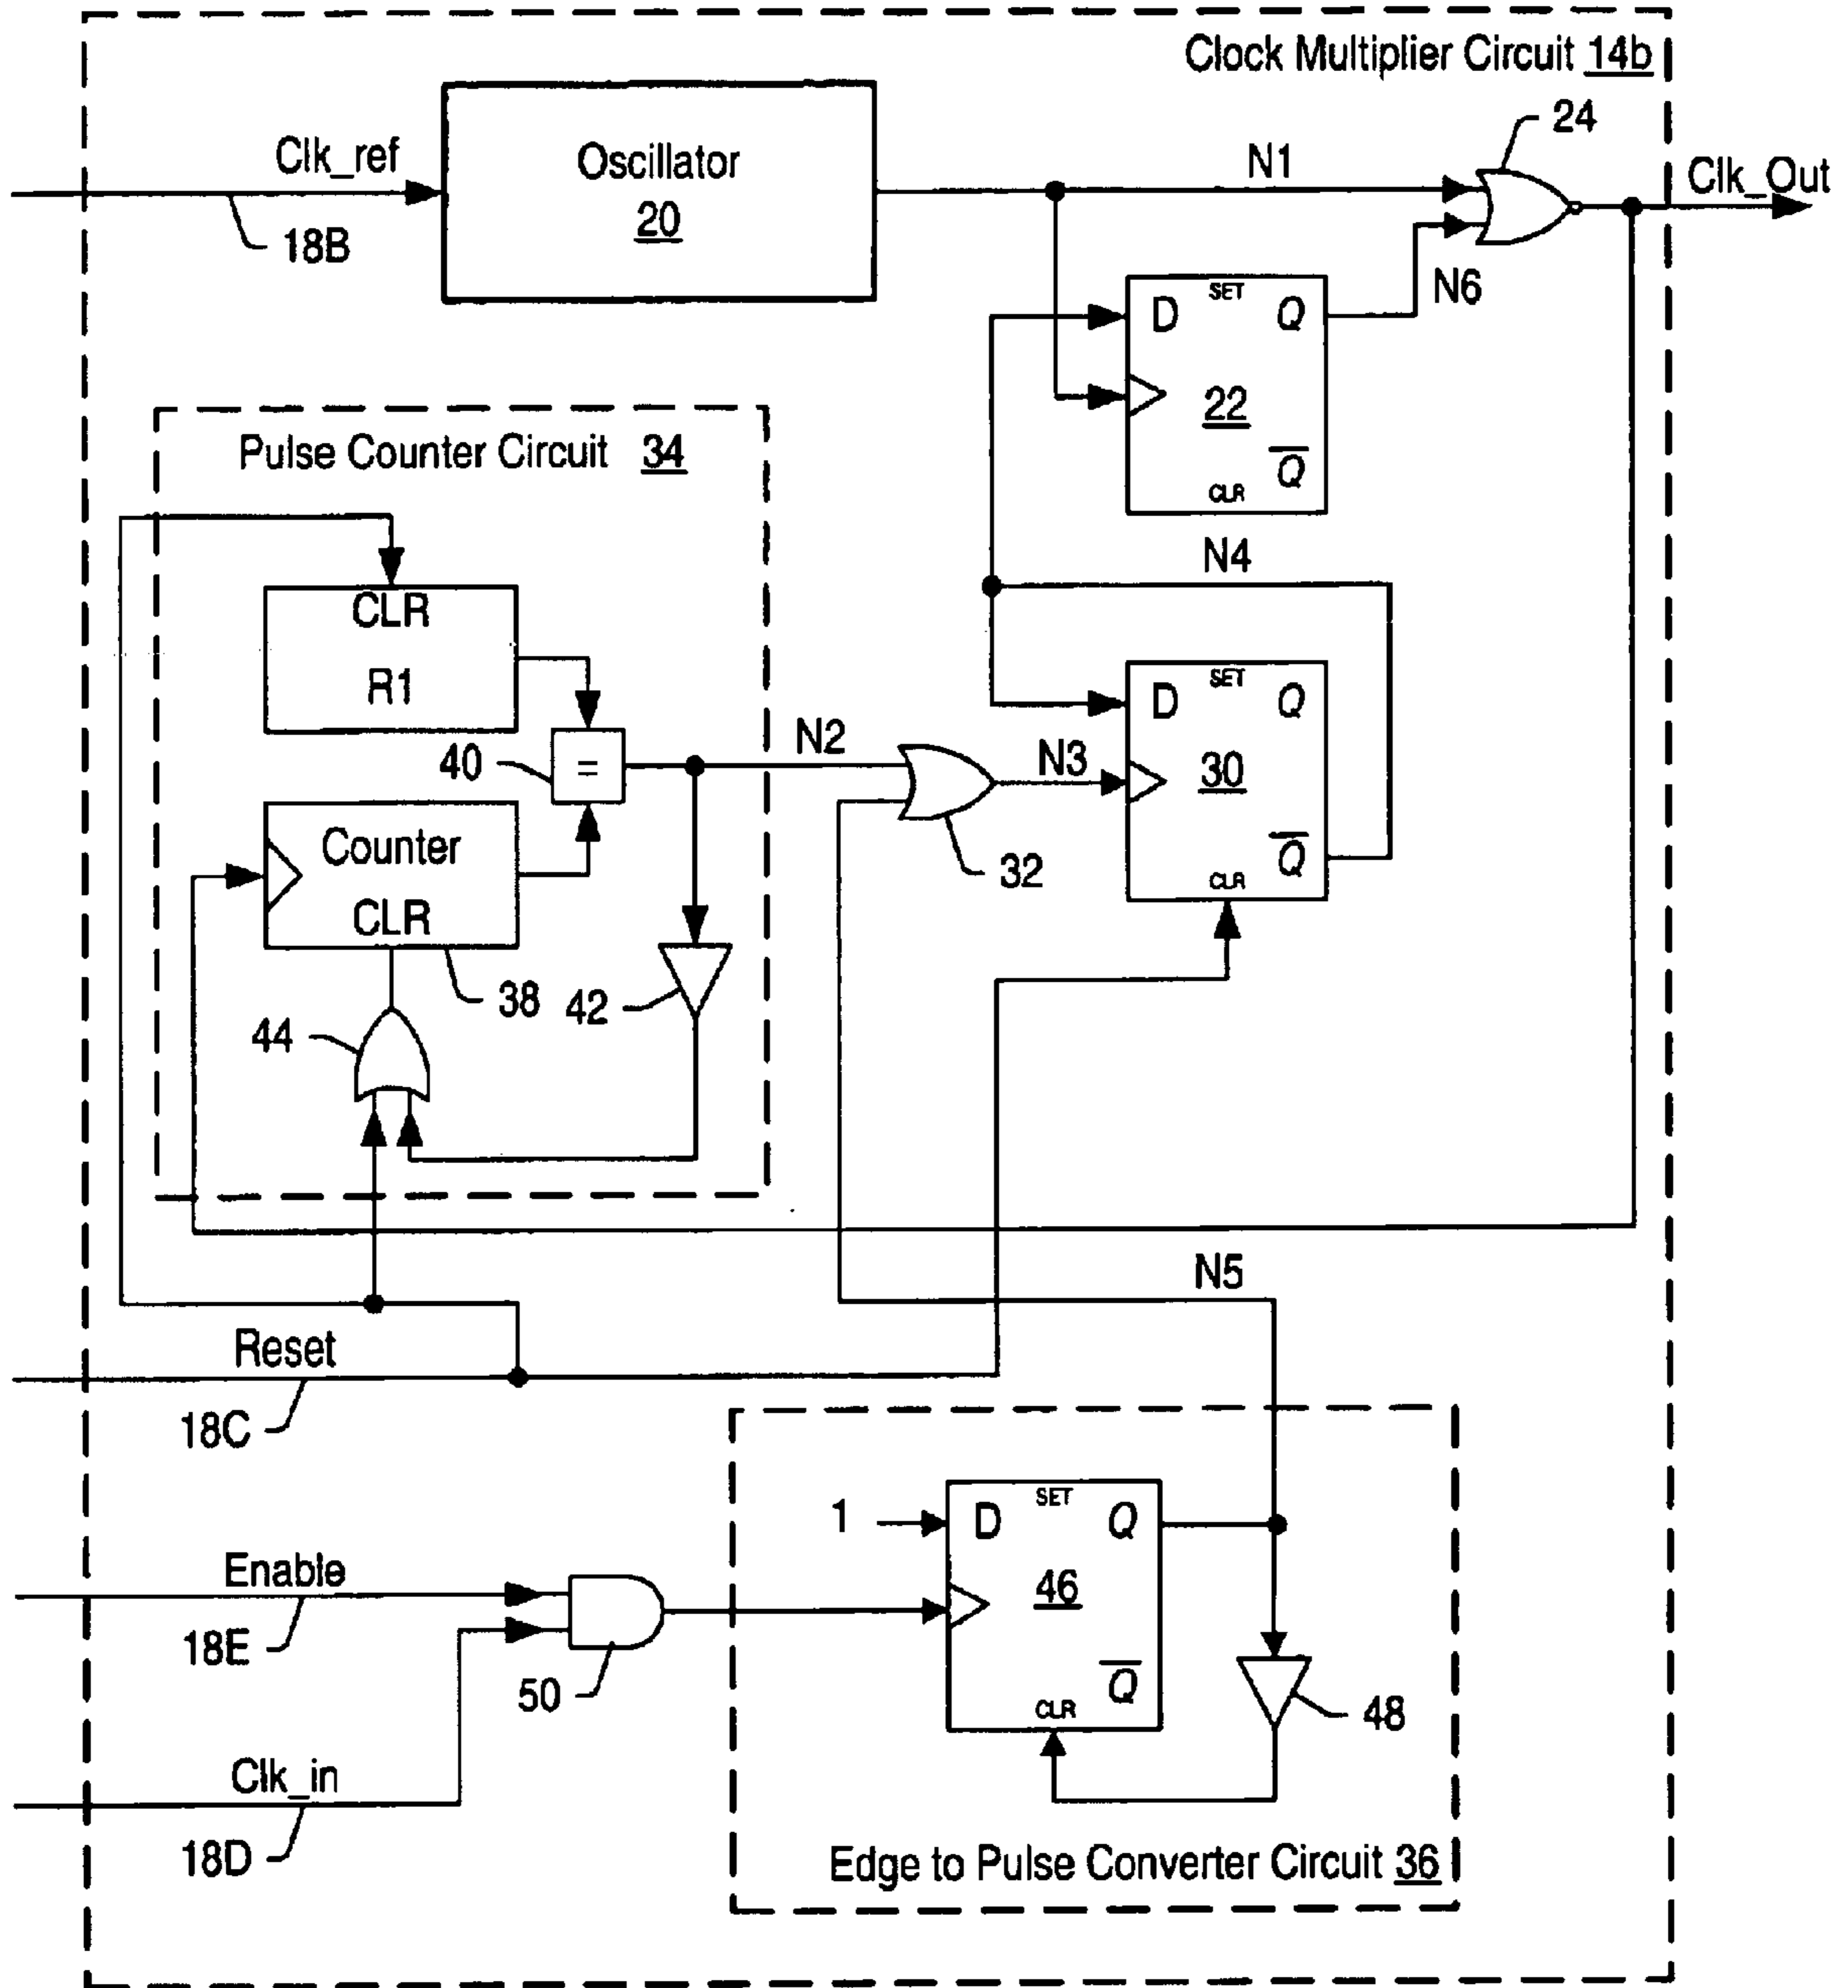 Clock Multiplier Circuit 14b
24
Clk_ref
Oscillator
20
N1
Clk_Out
18B
N6
SET
D
Q
22
Q
CLR
Pulse Counter Circuit 34
N4
CLR
R1
SET
D
Q
N2
N3
40
=
30
Counter
32
Q
CLR
CLR
38
42
44
N5
Reset
18C
1
SET
D
Q
Enable
46
18E
50
Q
CLR
48
Clk_in
18D
Edge to Pulse Converter Circuit 36